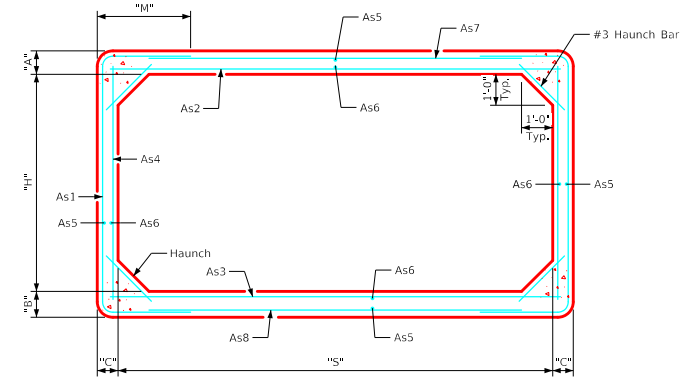 "M"
As5
As7
#3 Haunch Bar
"A"
As2
As6
1'-0"
Typ.
1'-0"
Typ.
"H"
As4
As1
As6
As5
As5
As6
Haunch
As3
As6
"B"
As8
As5
"C"
"S"
"C"